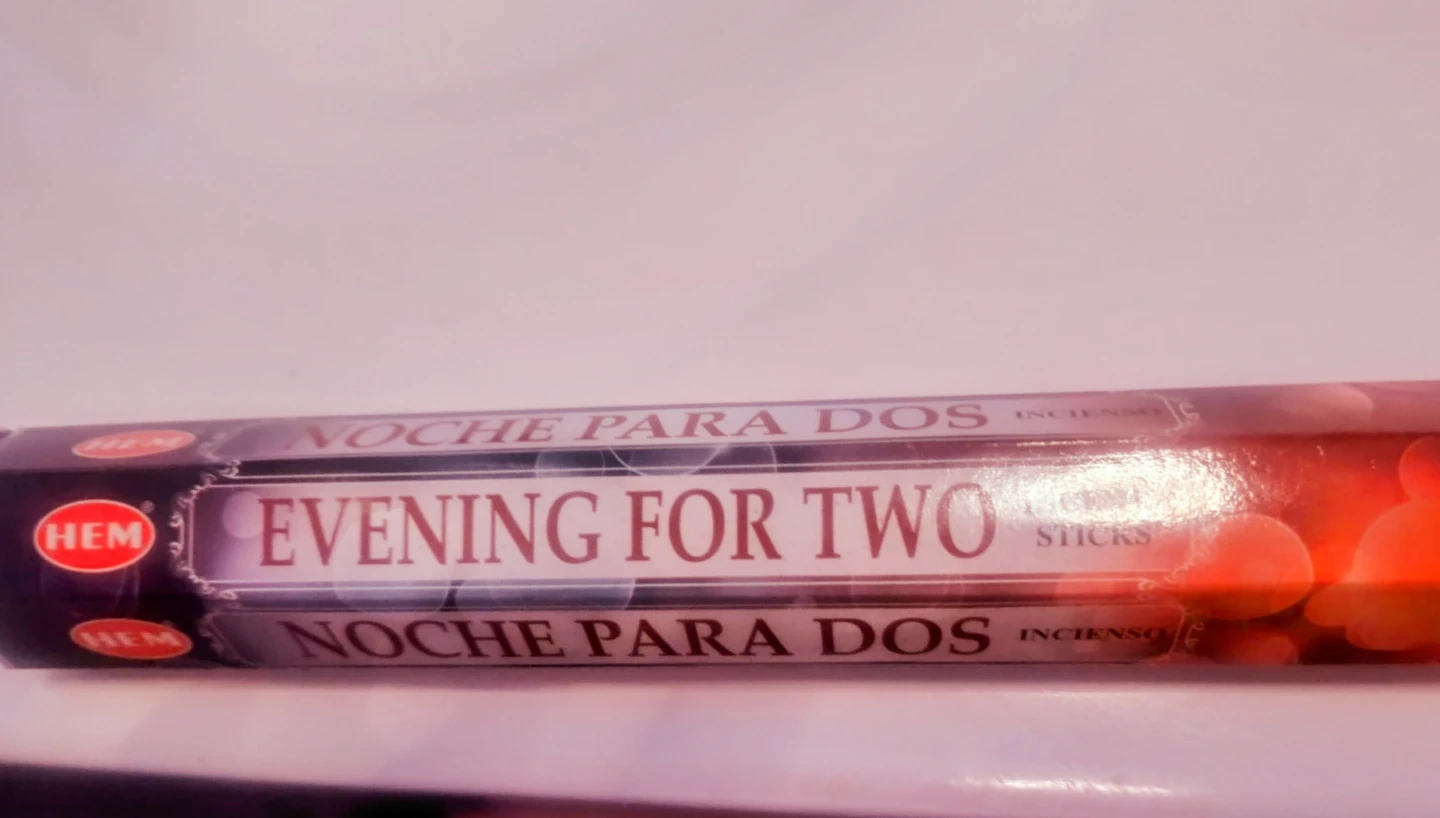 HEM
NOCHE PARA DOS INCIENSO
HEM
EVENING FOR TWO
STICKS
HEM
NOCHE PARA DOS INCIENSO